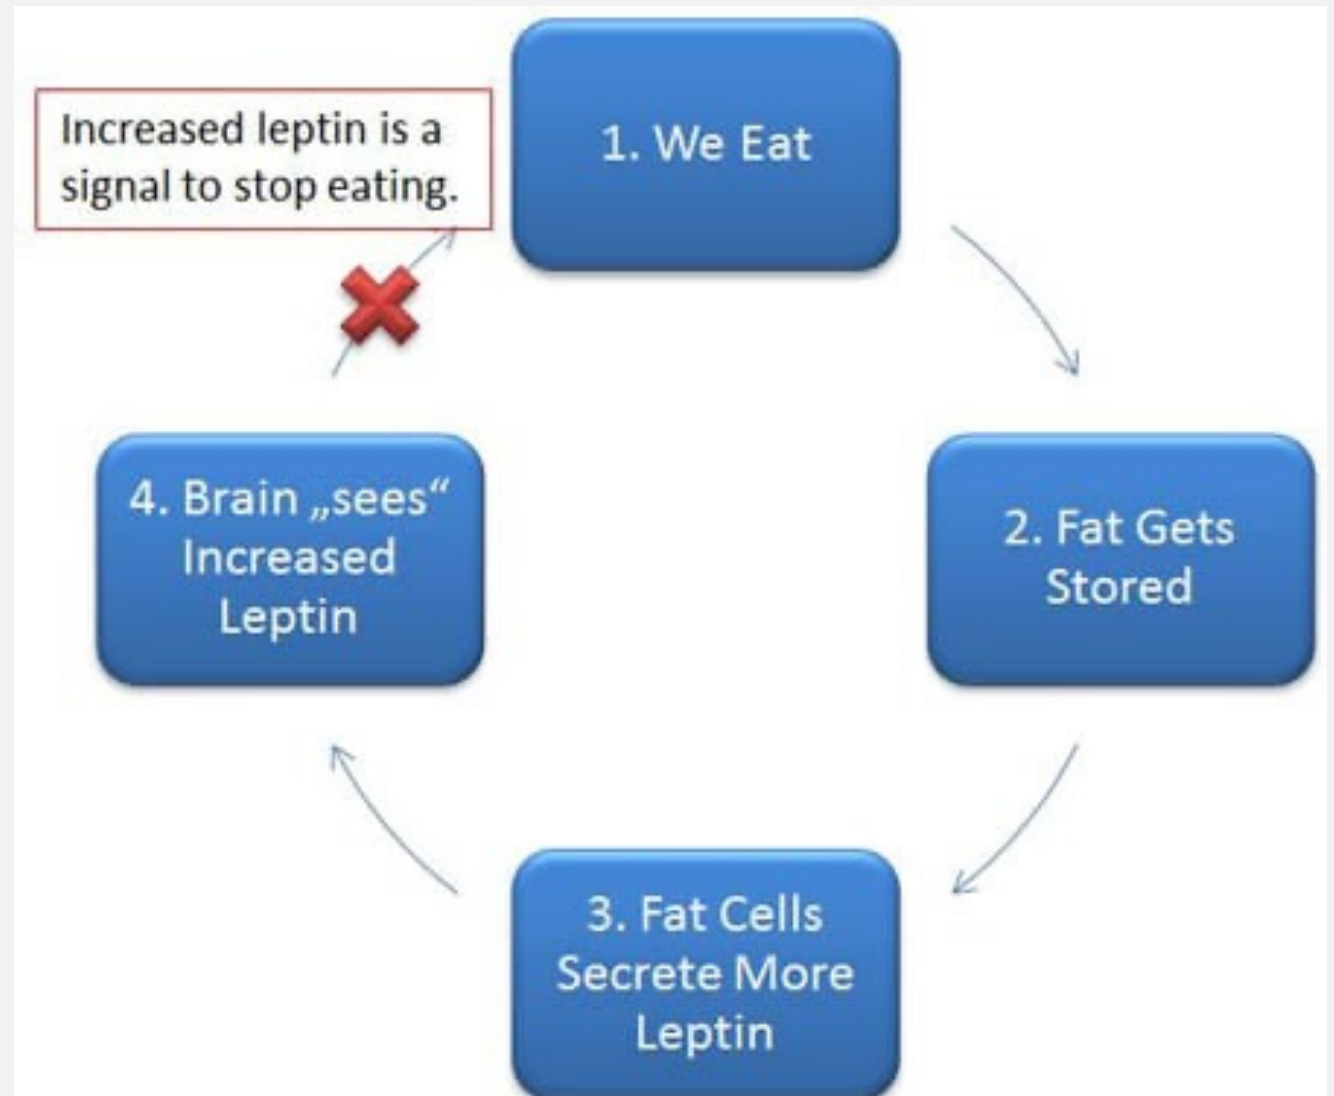 Increased leptin is a
signal to stop eating.
1. We Eat
2. Fat Gets
Stored
3. Fat Cells
Secrete More
Leptin
4. Brain „sees“
Increased
Leptin